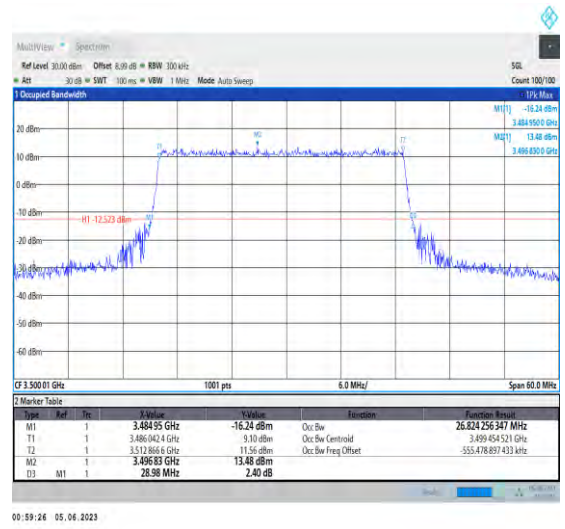 MultiView Spectrum
Ref Level 30.00 dBm Offset 8.99 dB RBW 100 kHz SGL
Att 30 dB SWT 100 ms VBW 1 MHz Mode Auto Sweep Count 100/100
1 Occupied Bandwidth 1Pk Max
M1[1] -16.24 dBm
3.484 950 0 GHz
M2[1] 13.48 dBm
3.496 830 0 GHz
20 dBm
M2
T1
T2
10 dBm
0 dBm
-10 dBm
H1 -12.523 dBm
-20 dBm
-30 dBm
-40 dBm
-50 dBm
-60 dBm
CF 3.500 01 GHz 1001 pts 6.0 MHz/ Span 60.0 MHz
2 Marker Table
Type Ref Trc X-Value Y-Value Function Function Result
M1 1 3.484 95 GHz -16.24 dBm Occ Bw 26.824 256 347 MHz
T1 1 3.486 042 4 GHz 9.10 dBm Occ Bw Centroid 3.499 454 521 GHz
T2 1 3.512 866 6 GHz 11.56 dBm Occ Bw Freq Offset -555.478 897 433 kHz
M2 1 3.496 83 GHz 13.48 dBm
D3 M1 1 28.98 MHz 2.40 dB
00:59:26 05.06.2023